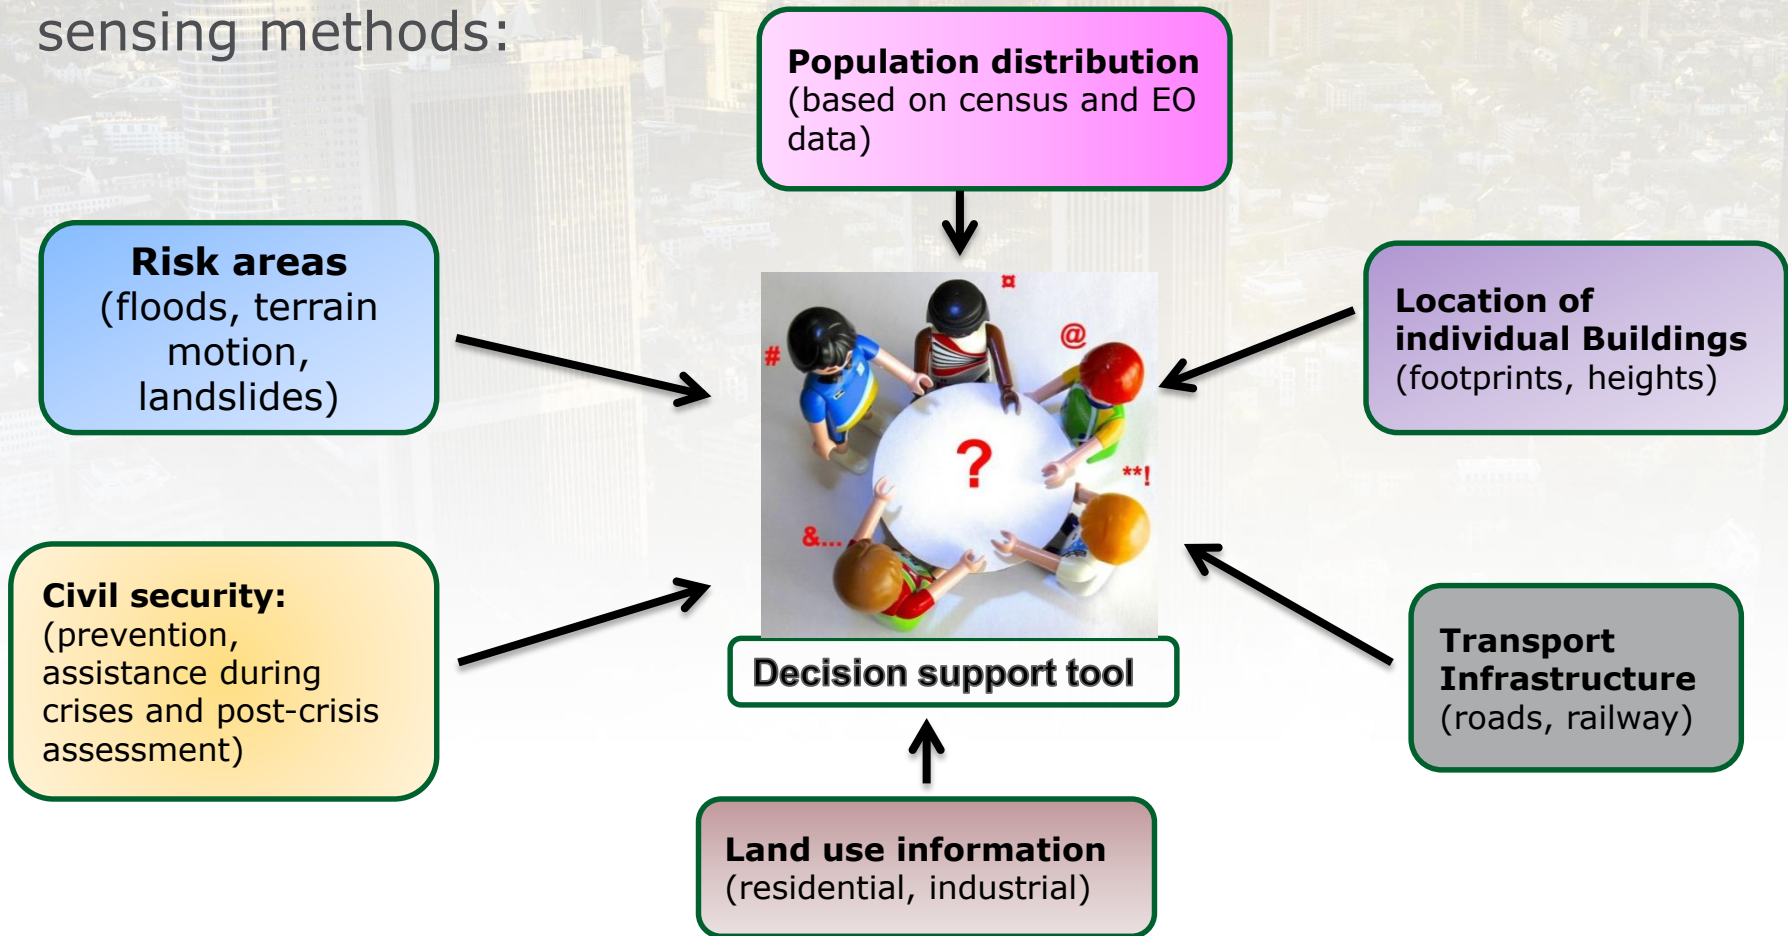 sensing methods:
Population distribution
(based on census and EO
data)
Risk areas
(floods, terrain
motion,
landslides)
Location of
individual Buildings
(footprints, heights)
¤
#
@
?
**!
&...
Civil security:
(prevention,
assistance during
crises and post-crisis
assessment)
Decision support tool
Transport
Infrastructure
(roads, railway)
Land use information
(residential, industrial)